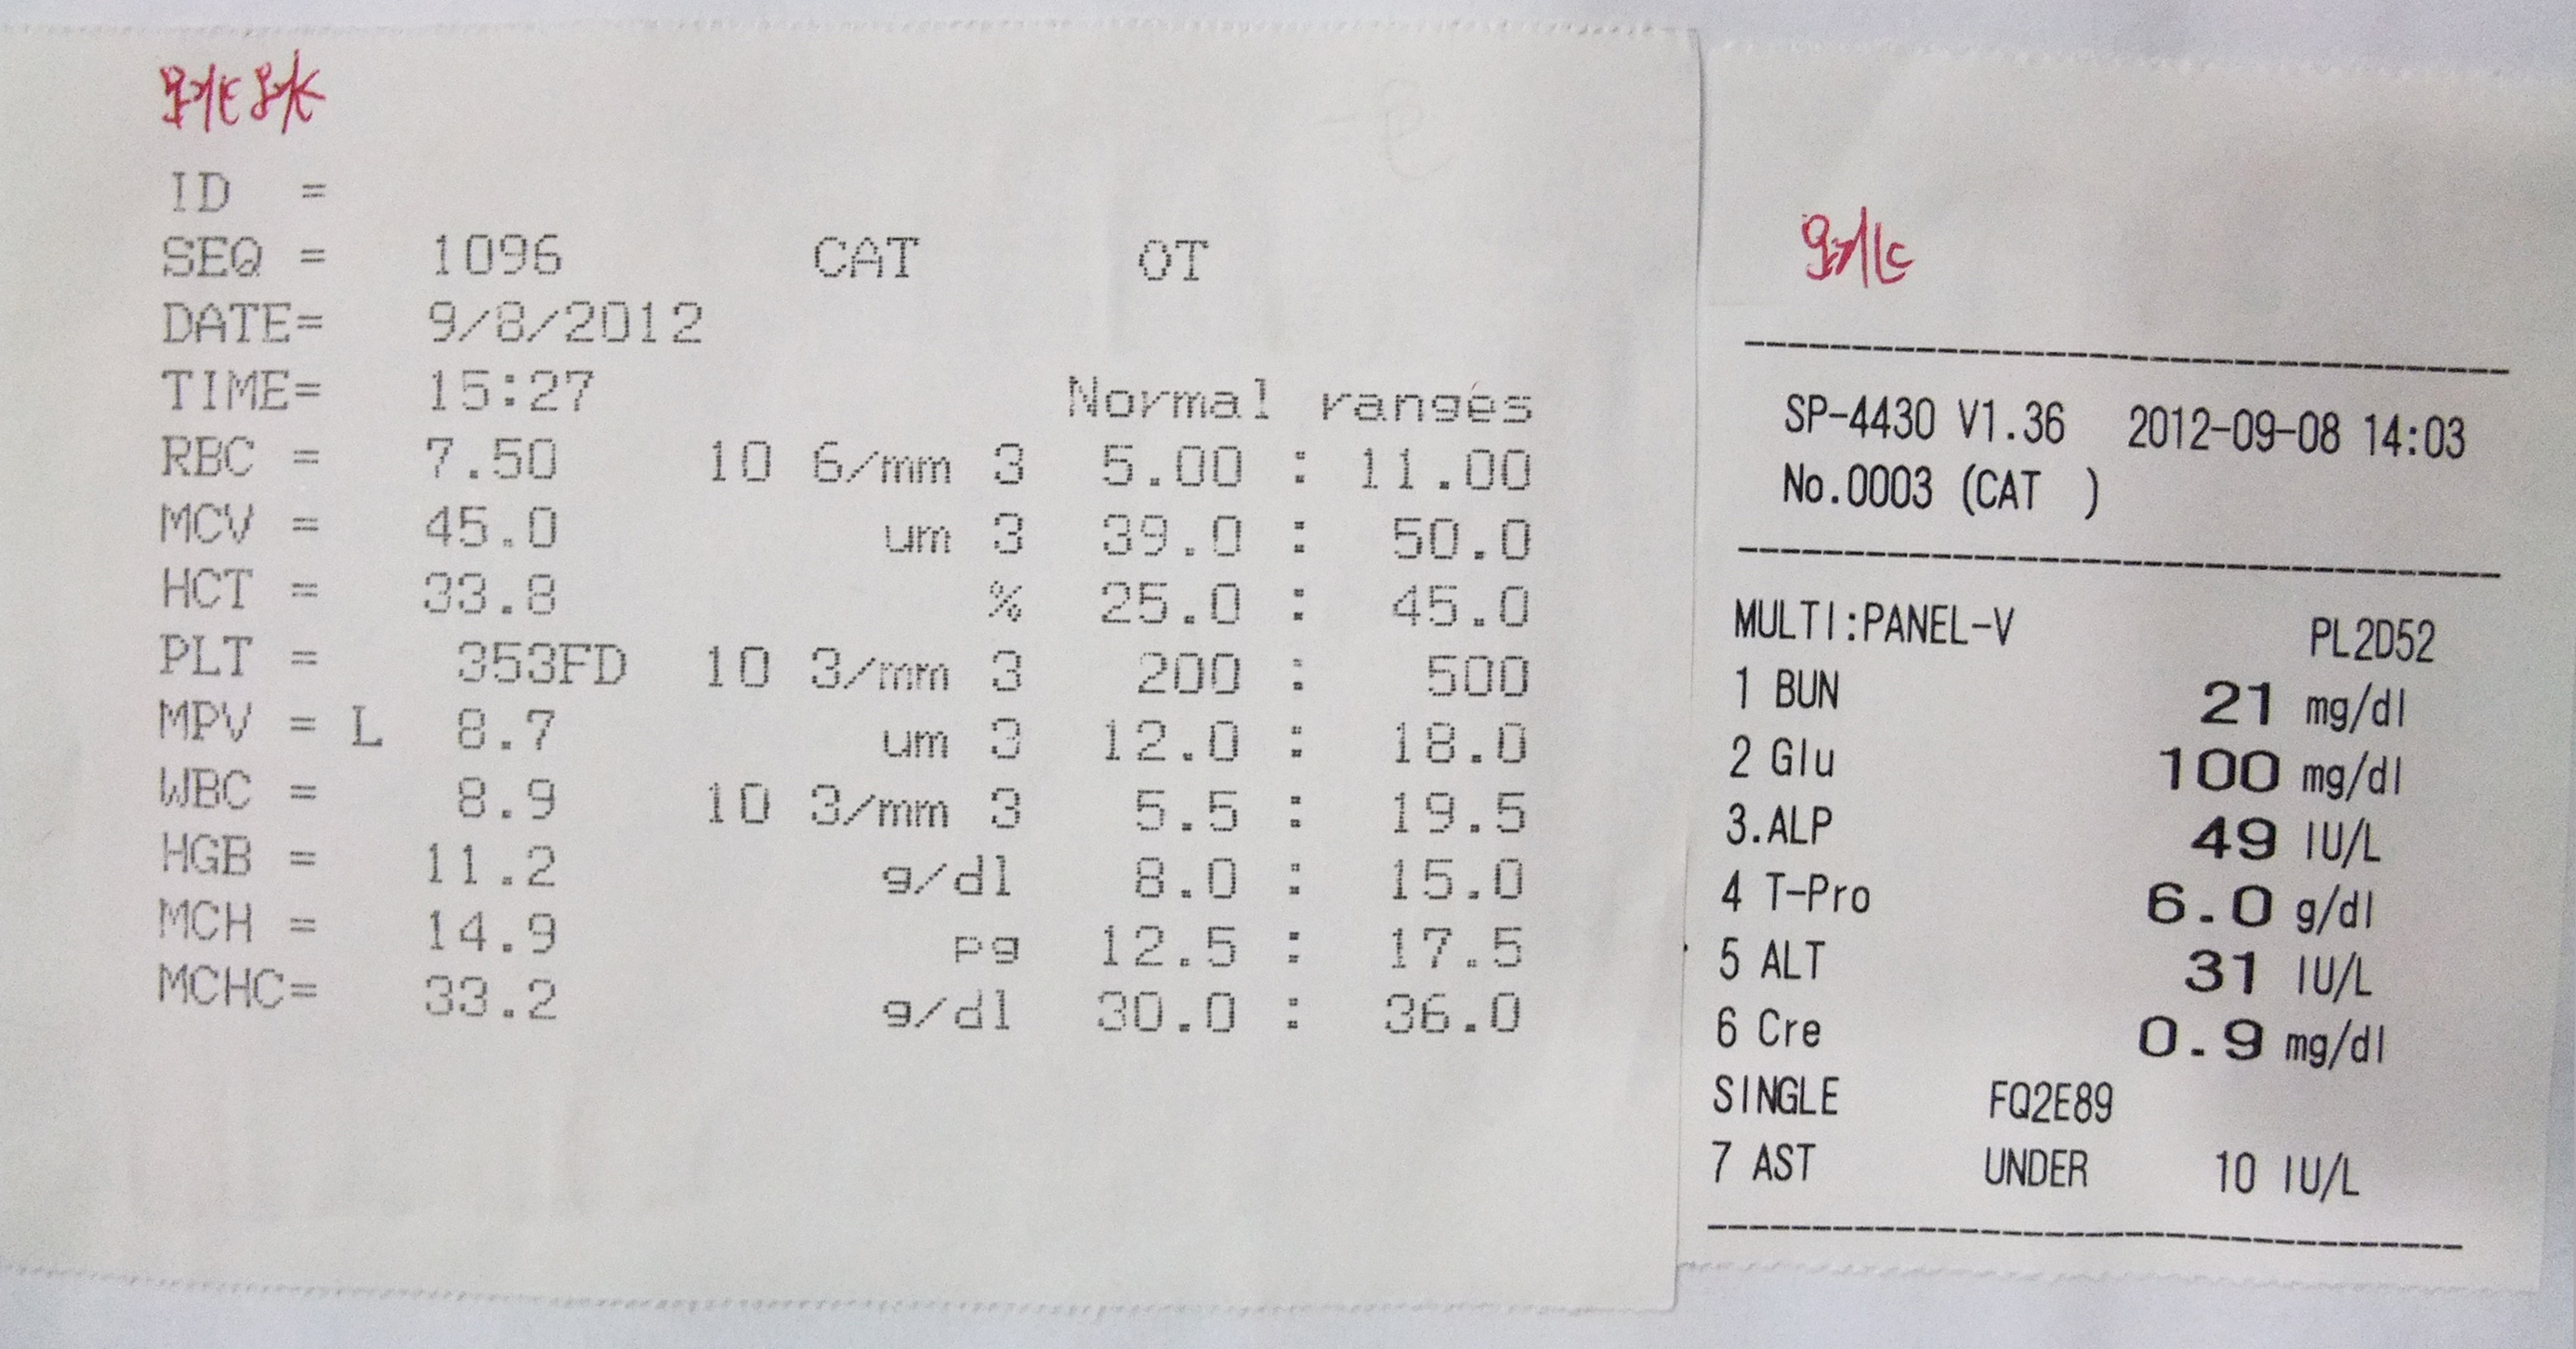 ID =
SEQ = 1096 CAT OT
DATE= 9/8/2012
TIME= 15:27 Normal ranges
RBC = 7.50 10 6/mm 3 5.00 : 11.00
MCV = 45.0 um 3 39.0 : 50.0
HCT = 33.8 % 25.0 : 45.0
PLT = 353FD 10 3/mm 3 200 : 500
MPV = L 8.7 um 3 12.0 : 18.0
WBC = 8.9 10 3/mm 3 5.5 : 19.5
HGB = 11.2 g/dl 8.0 : 15.0
MCH = 14.9 pg 12.5 : 17.5
MCHC= 33.2 g/dl 30.0 : 36.0
SP-4430 V1.36 2012-09-08 14:03
No.0003 (CAT )
MULTI:PANEL-V PL2D52
1 BUN 21 mg/dl
2 Glu 100 mg/dl
3.ALP 49 IU/L
4 T-Pro 6.0 g/dl
5 ALT 31 IU/L
6 Cre 0.9 mg/dl
SINGLE FQ2E89
7 AST UNDER 10 IU/L